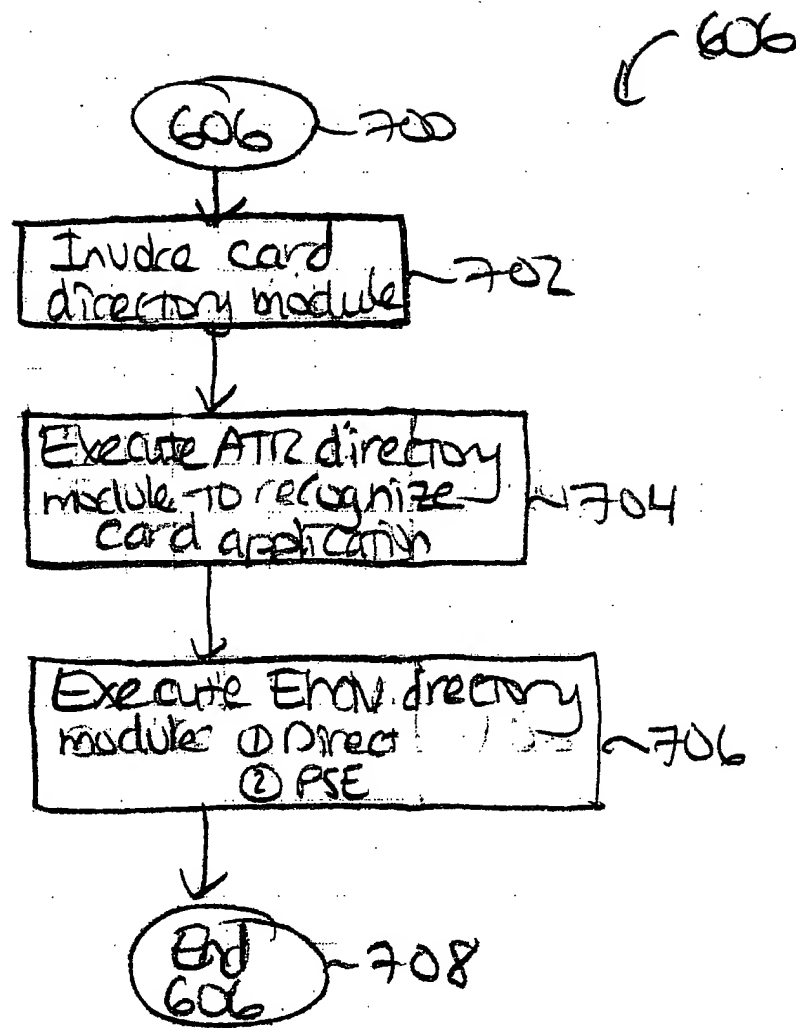 606
606 700
Invoke card
directory module 702
Execute ATR directory
module to recognize 704
card application
Execute EMV directory
module ① Direct 706
② PSE
End 708
606